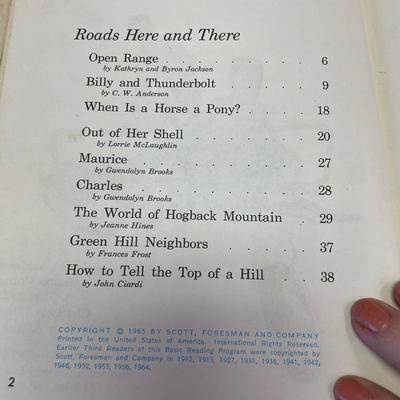 Roads Here and There
Open Range . . . . . . . . . 6
by Kathryn and Byron Jackson
Billy and Thunderbolt . . . . . . 9
by C. W. Anderson
When Is a Horse a Pony? . . . . 18
Out of Her Shell . . . . . . . 20
by Lorrie McLaughlin
Maurice . . . . . . . . . . 27
by Gwendolyn Brooks
Charles . . . . . . . . . . 28
by Gwendolyn Brooks
The World of Hogback Mountain . . 29
by Jeanne Hines
Green Hill Neighbors . . . . . 37
by Frances Frost
How to Tell the Top of a Hill . . . 38
by John Ciardi
COPYRIGHT © 1965 BY SCOTT, FORESMAN AND COMPANY
Printed in the United States of America. International Rights Reserved.
Earlier Third Readers of this Basic Reading Program were copyrighted by
Scott, Foresman and Company in 1912, 1913, 1927, 1931, 1936, 1941, 1942,
1946, 1952, 1953, 1956, 1964.
2